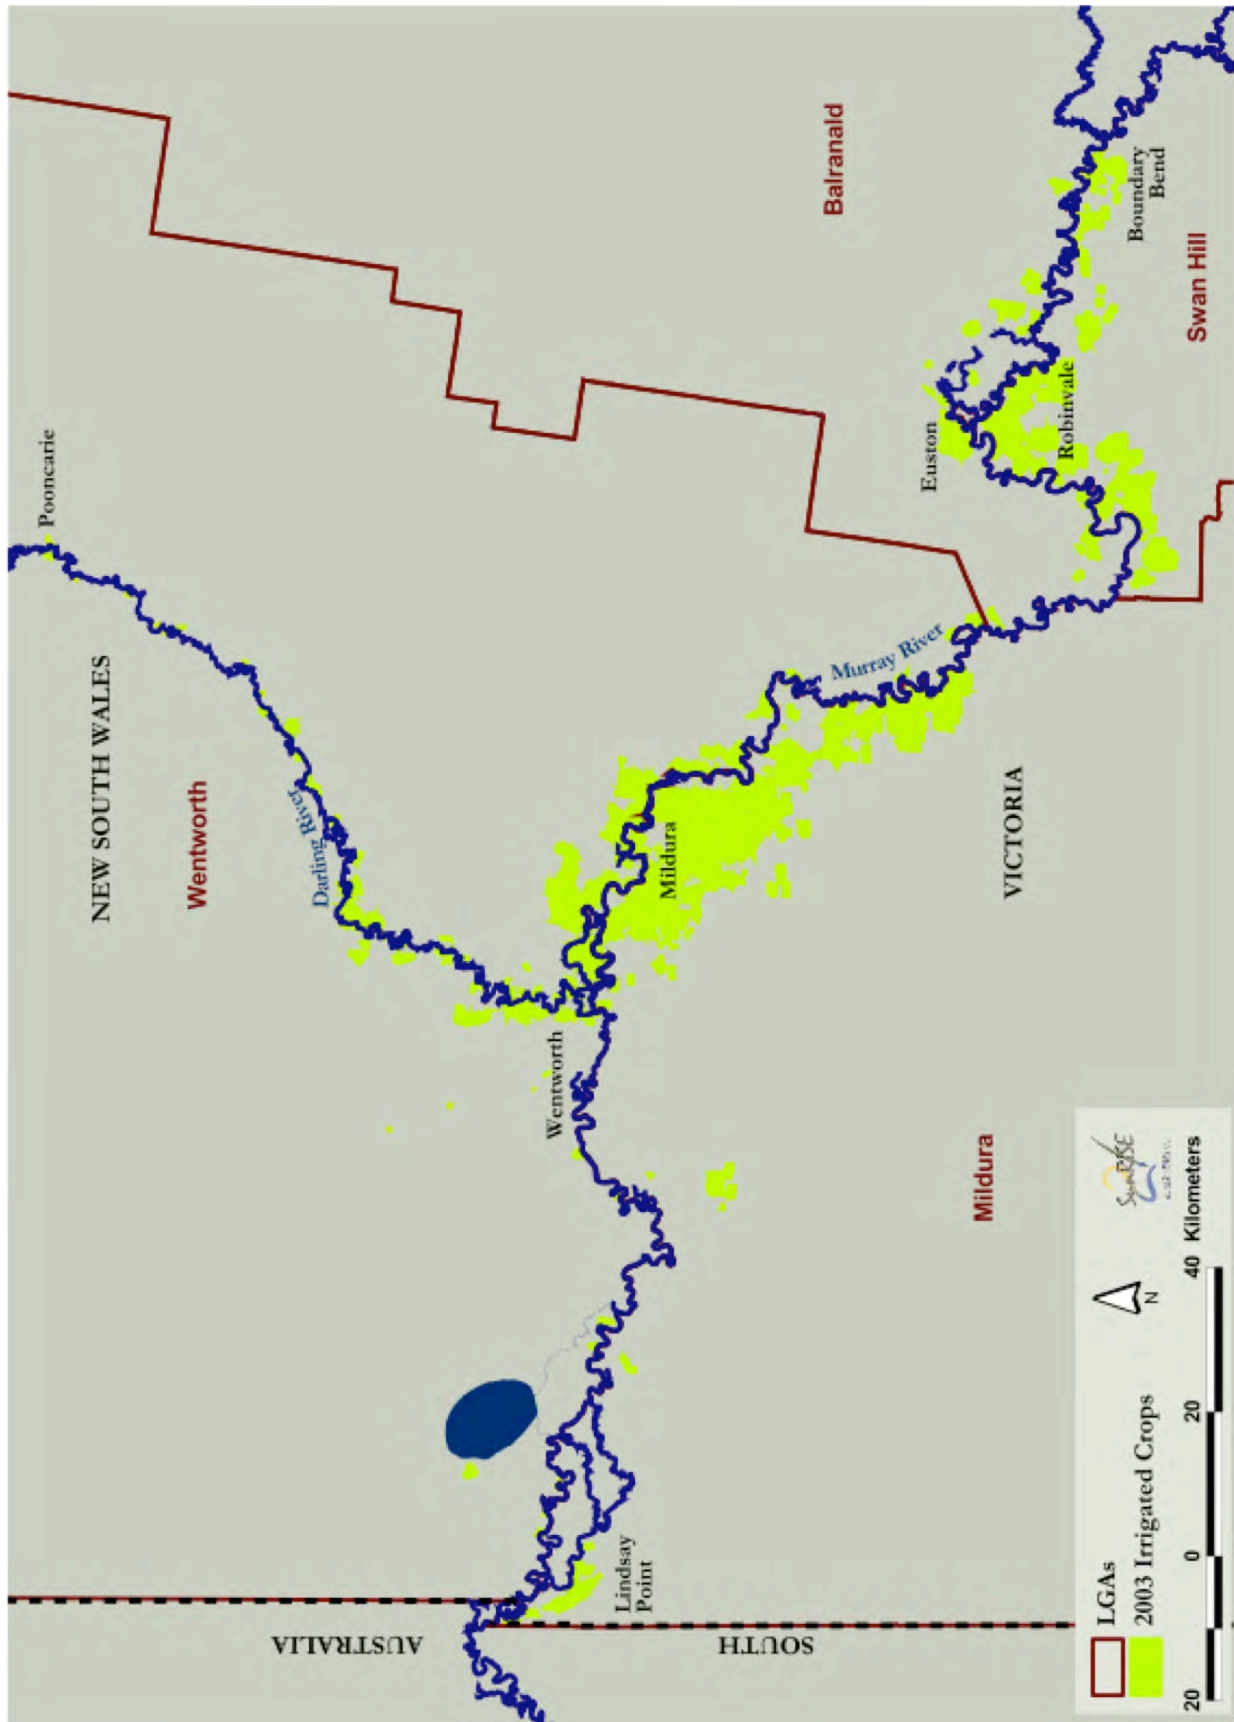 Pooncarie
NEW SOUTH WALES
Wentworth
Darling River
Balranald
Boundary
Bend
Swan Hill
Euston
Robinvale
Murray River
Mildura
VICTORIA
Wentworth
Mildura
Lindsay
Point
SOUTH
AUSTRALIA
LGAs
2003 Irrigated Crops
N
SunRISE
20 0 20 40 Kilometers